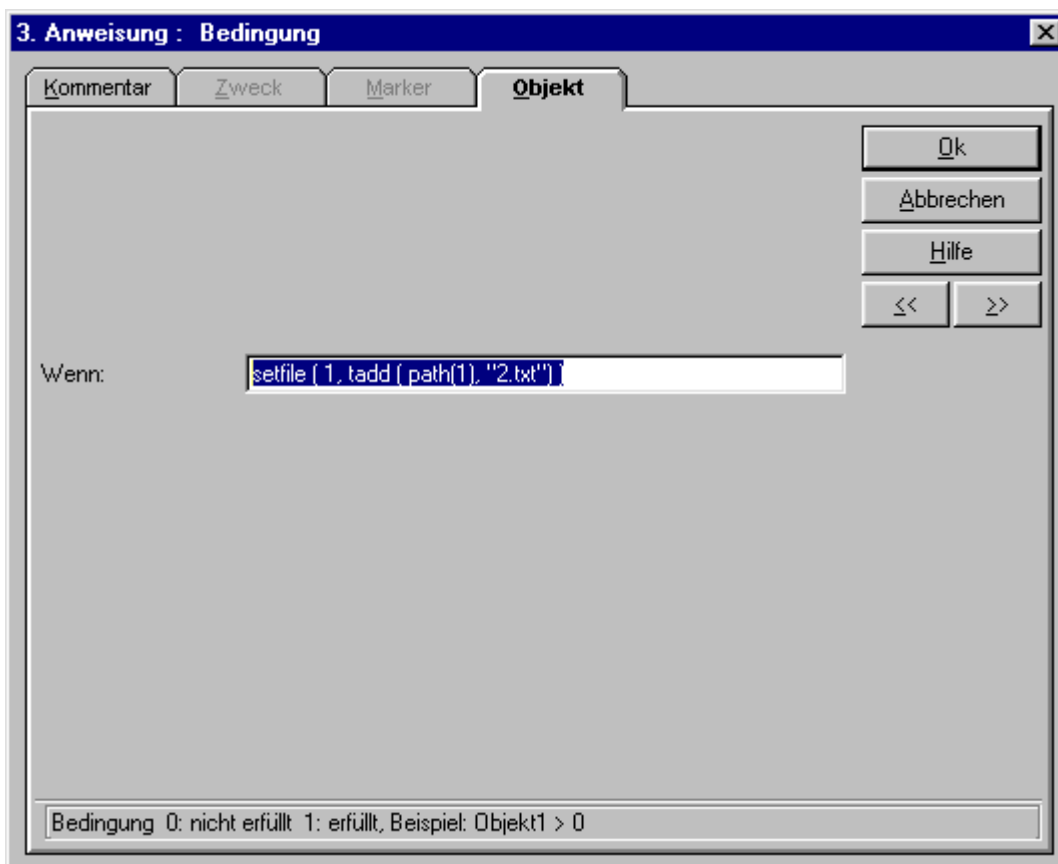 3. Anweisung : Bedingung
Kommentar Zweck Marker Objekt
Ok
Abbrechen
Hilfe
<< >>
Wenn: setfile ( 1, tadd ( path(1), "2.txt") )
Bedingung 0: nicht erfüllt 1: erfüllt, Beispiel: Objekt1 > 0